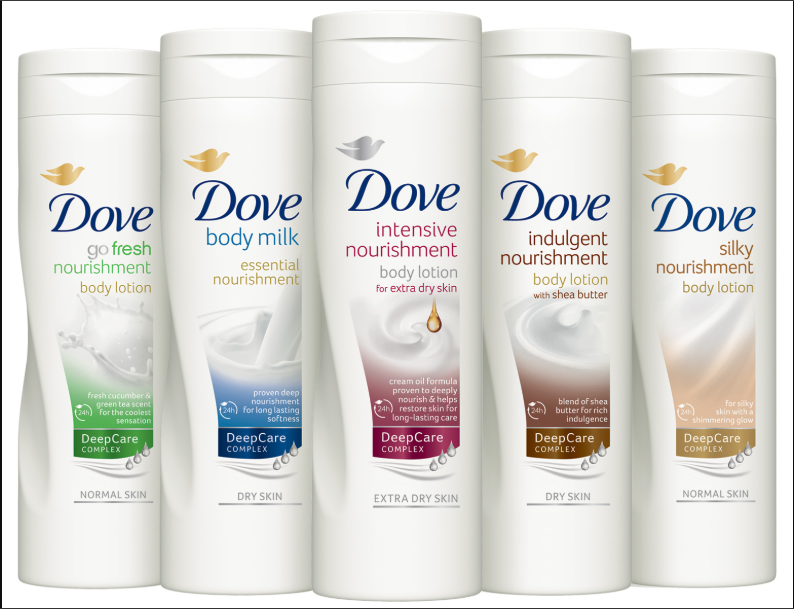 Dove
go fresh
nourishment
body lotion
fresh cucumber &
green tea scent
for the coolest
sensation
24h
DeepCare
COMPLEX
NORMAL SKIN
Dove
body milk
essential
nourishment
proven deep
nourishment
for long lasting
softness
24h
DeepCare
COMPLEX
DRY SKIN
Dove
intensive
nourishment
body lotion
for extra dry skin
cream oil formula
proven to deeply
nourish & helps
restore skin for
long-lasting care
24h
DeepCare
COMPLEX
EXTRA DRY SKIN
Dove
indulgent
nourishment
body lotion
with shea butter
blend of shea
butter for rich
indulgence
24h
DeepCare
COMPLEX
DRY SKIN
Dove
silky
nourishment
body lotion
for silky
skin with a
shimmering glow
24h
DeepCare
COMPLEX
NORMAL SKIN